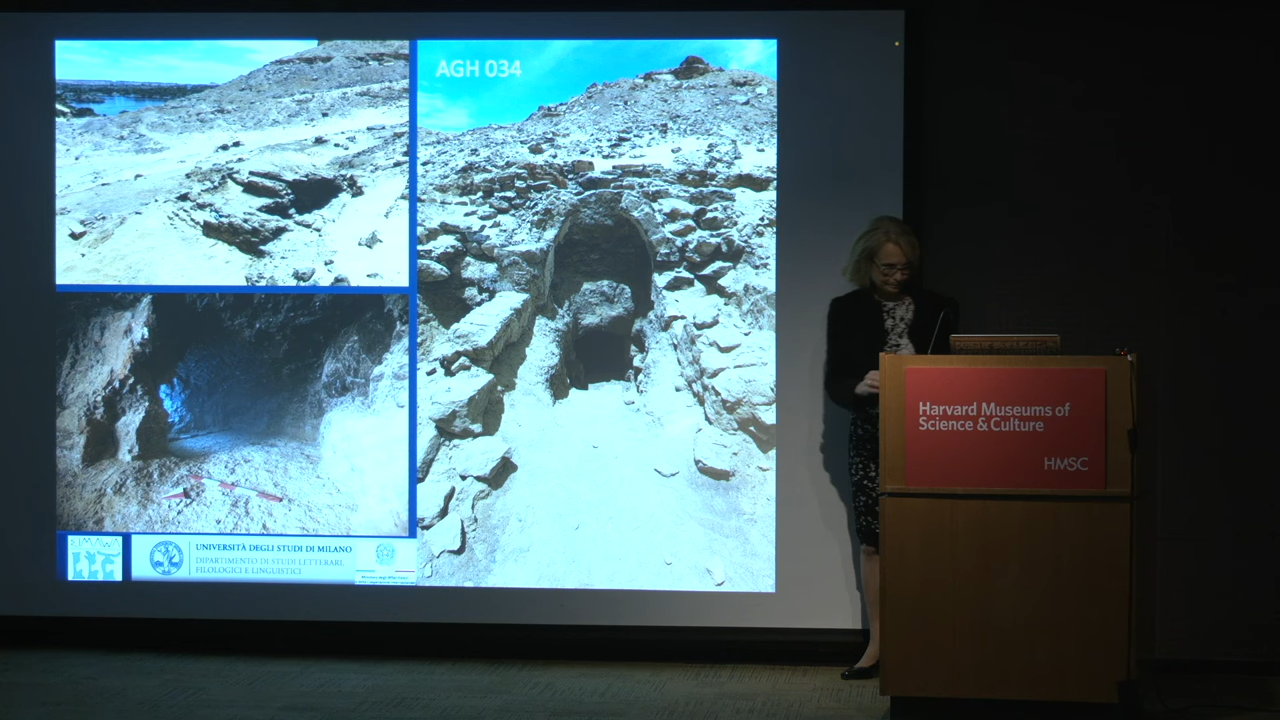 AGH 034
UNIVERSITÀ DEGLI STUDI DI MILANO
DIPARTIMENTO DI STUDI LETTERARI,
FILOLOGICI E LINGUISTICI
Harvard Museums of
Science & Culture
HMSC